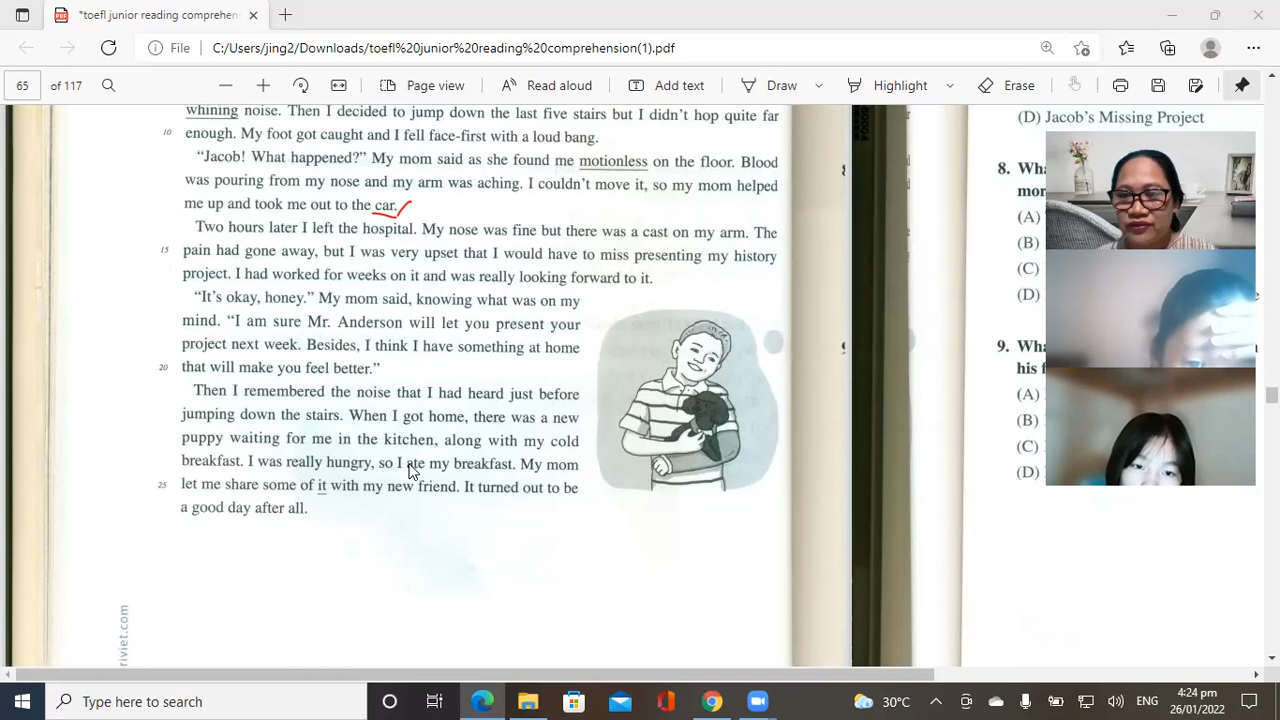 *toefl junior reading comprehens
File
C:/Users/jing2/Downloads/toefl%20junior%20reading%20comprehension(1).pdf
65 of 117
Page view
Read aloud
Add text
Draw
Highlight
Erase
whining noise. Then I decided to jump down the last five stairs but I didn't hop quite far
10 enough. My foot got caught and I fell face-first with a loud bang.
"Jacob! What happened?" My mom said as she found me motionless on the floor. Blood
was pouring from my nose and my arm was aching. I couldn't move it, so my mom helped
me up and took me out to the car.
Two hours later I left the hospital. My nose was fine but there was a cast on my arm. The
15 pain had gone away, but I was very upset that I would have to miss presenting my history
project. I had worked for weeks on it and was really looking forward to it.
"It's okay, honey." My mom said, knowing what was on my
mind. "I am sure Mr. Anderson will let you present your
project next week. Besides, I think I have something at home
20 that will make you feel better."
Then I remembered the noise that I had heard just before
jumping down the stairs. When I got home, there was a new
puppy waiting for me in the kitchen, along with my cold
breakfast. I was really hungry, so I ate my breakfast. My mom
25 let me share some of it with my new friend. It turned out to be
a good day after all.
riviet.com
(D) Jacob's Missing Project
8. Wha
mor
(A)
(B)
(C)
(D)
9. Wha
his f
(A)
(B)
(C)
(D)
Type here to search
30°C
ENG
4:24 pm
26/01/2022